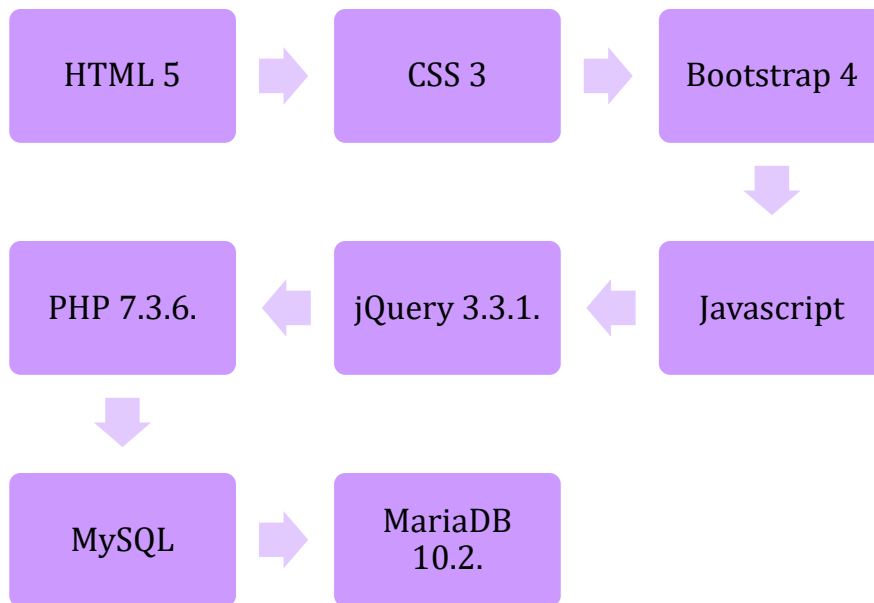 HTML 5
CSS 3
Bootstrap 4
Javascript
jQuery 3.3.1.
PHP 7.3.6.
MySQL
MariaDB
10.2.